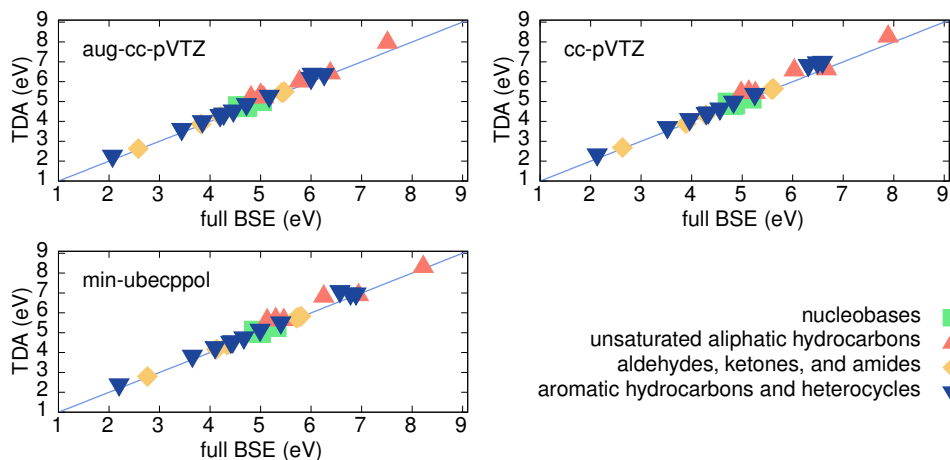 9
8
7
6
5
4
3
2
1
TDA (eV)
aug-cc-pVTZ
1 2 3 4 5 6 7 8 9
full BSE (eV)
9
8
7
6
5
4
3
2
1
TDA (eV)
cc-pVTZ
1 2 3 4 5 6 7 8 9
full BSE (eV)
9
8
7
6
5
4
3
2
1
TDA (eV)
min-ubecppol
1 2 3 4 5 6 7 8 9
full BSE (eV)
nucleobases
unsaturated aliphatic hydrocarbons
aldehydes, ketones, and amides
aromatic hydrocarbons and heterocycles